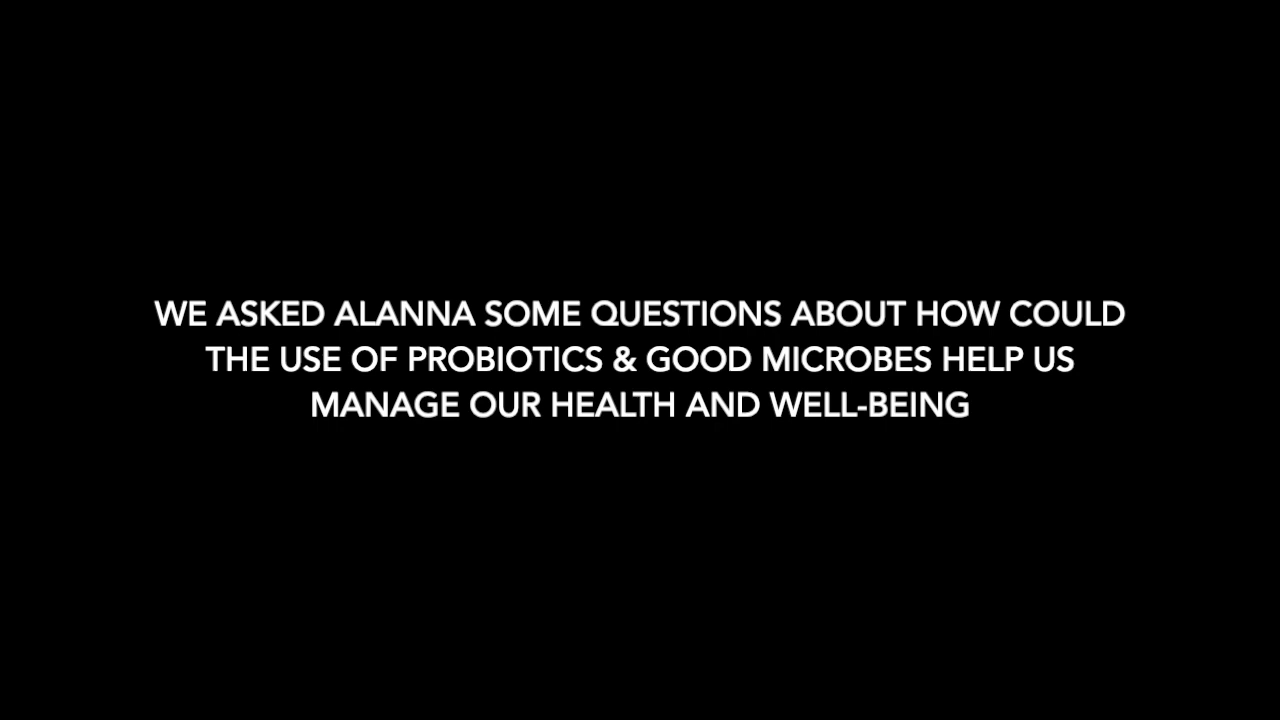 WE ASKED ALANNA SOME QUESTIONS ABOUT HOW COULD
THE USE OF PROBIOTICS & GOOD MICROBES HELP US
MANAGE OUR HEALTH AND WELL-BEING